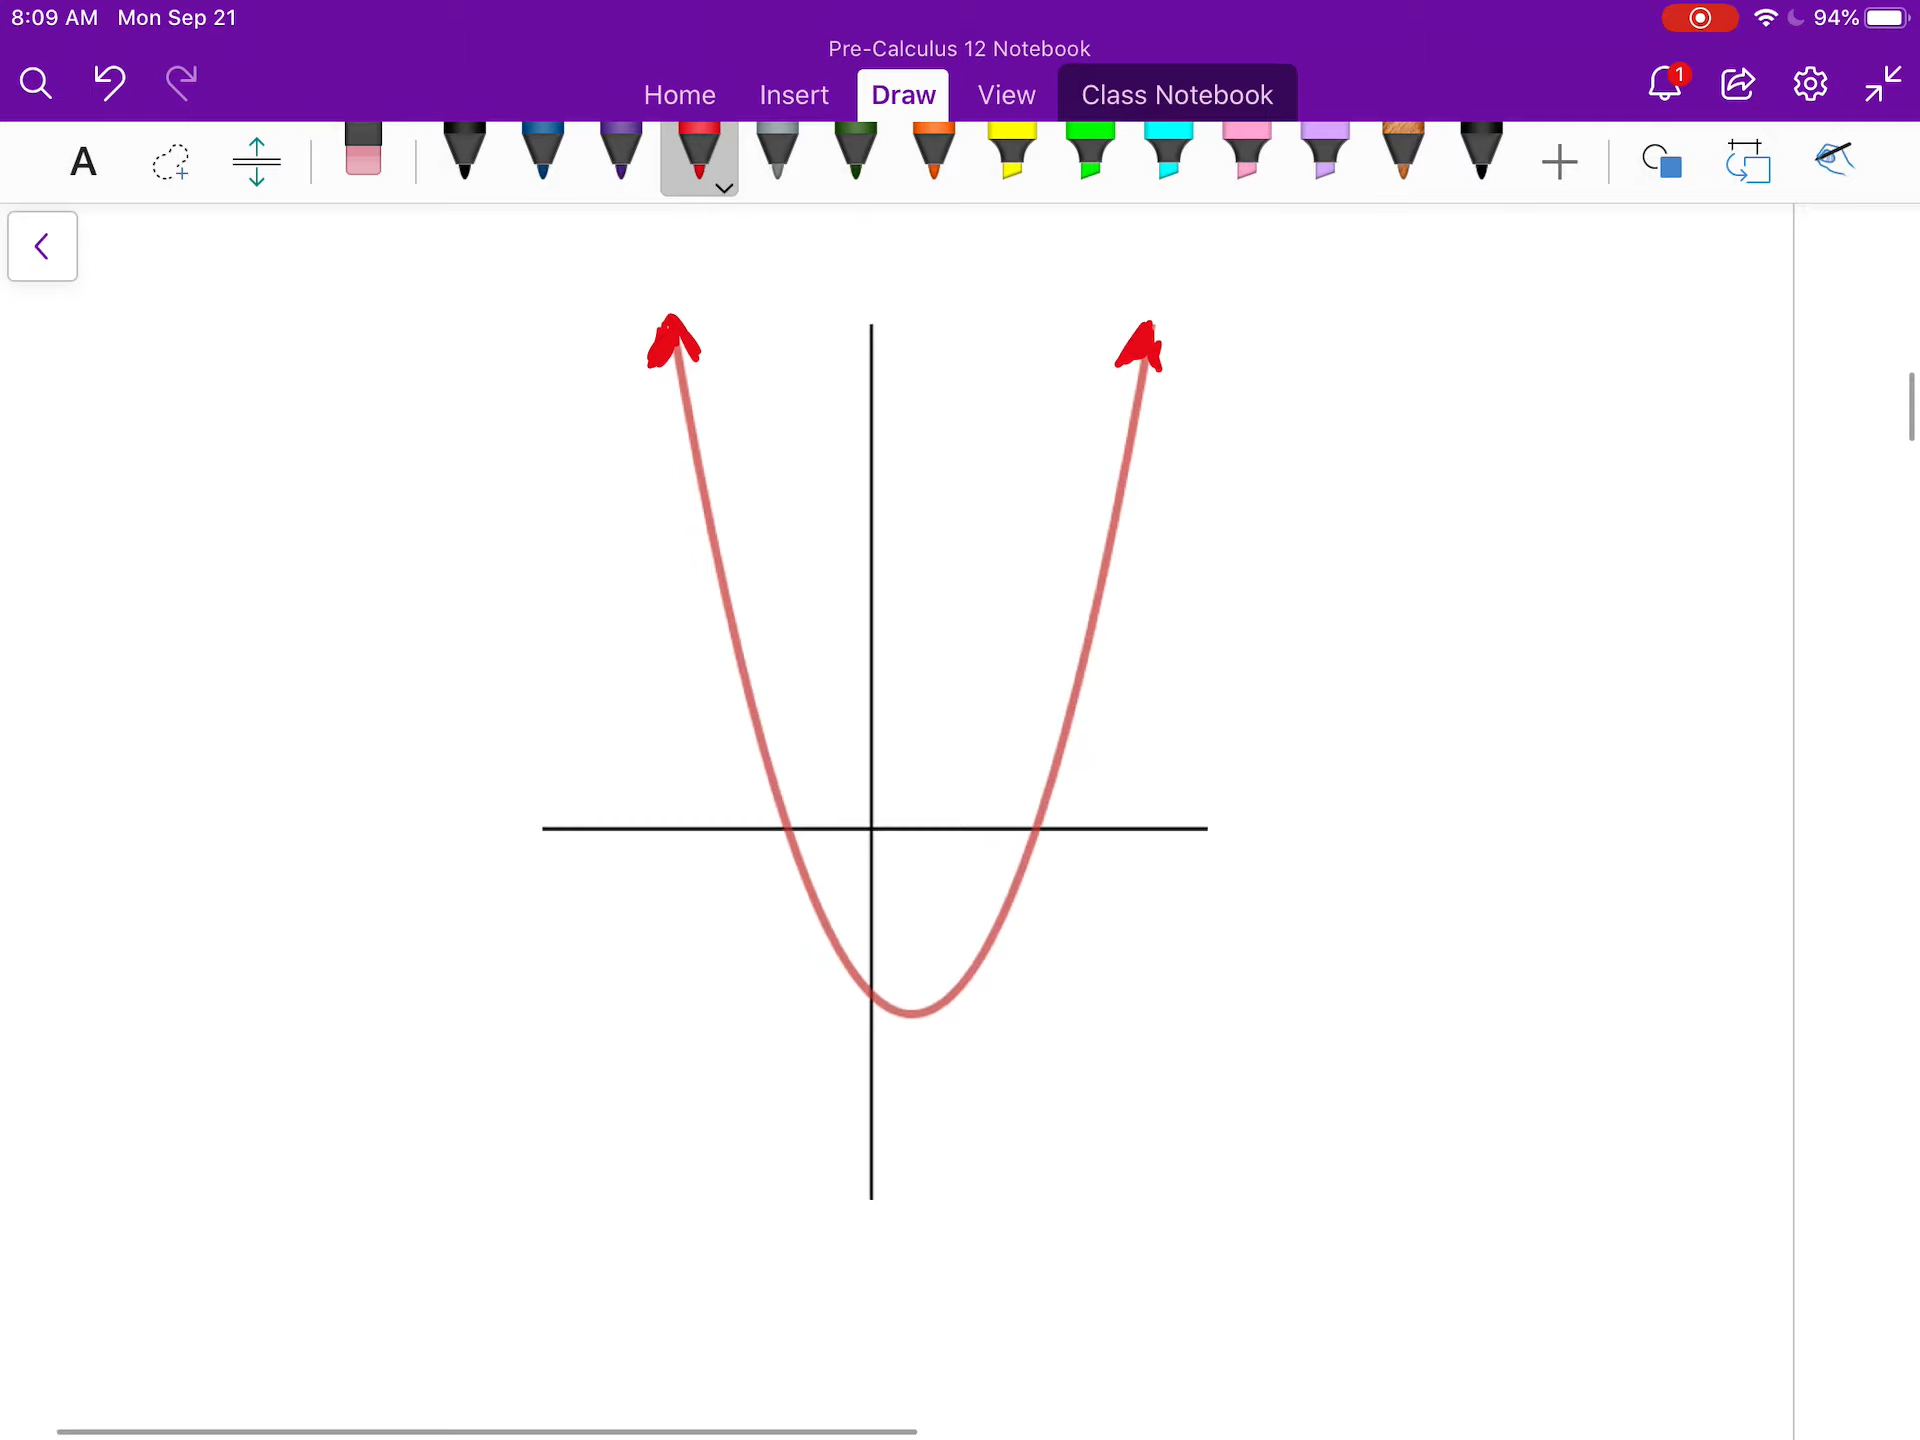 8:09 AM Mon Sep 21
94%
Pre-Calculus 12 Notebook
Home Insert Draw View Class Notebook
1
A